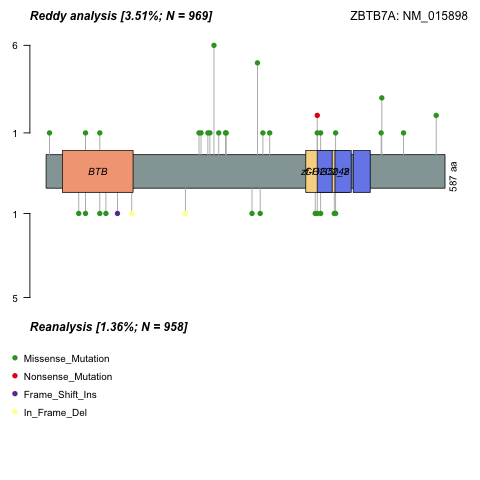 Reddy analysis [3.51%; N = 969]
ZBTB7A: NM_015898
6
1
BTB
587 aa
1
5
Reanalysis [1.36%; N = 958]
Missense_Mutation
Nonsense_Mutation
Frame_Shift_Ins
In_Frame_Del